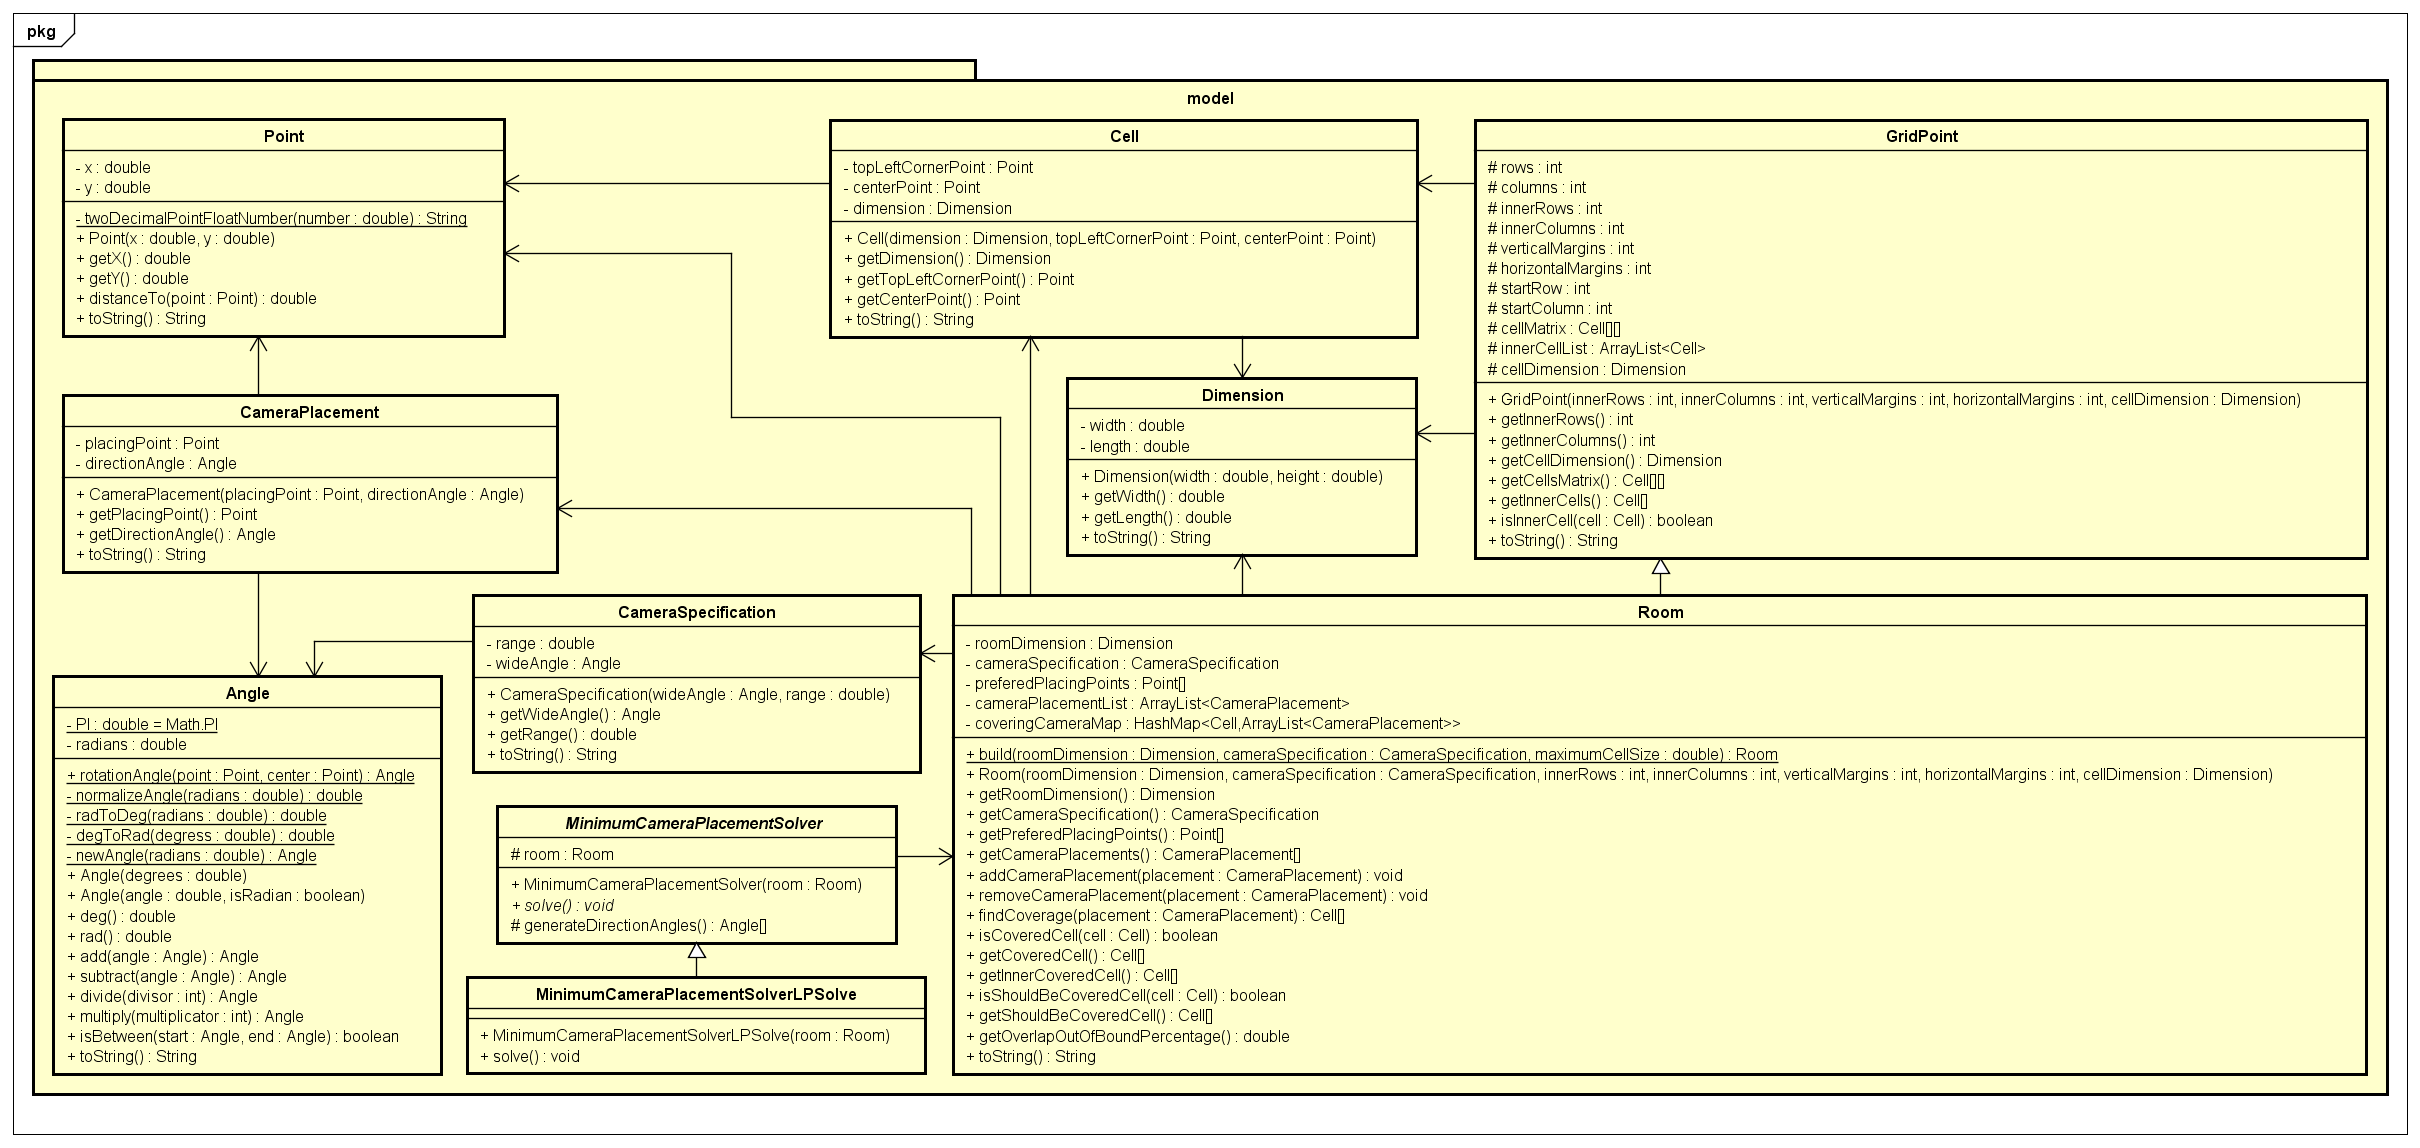 pkg
model
Point
- x : double
- y : double
- twoDecimalPointFloatNumber(number : double) : String
+ Point(x : double, y : double)
+ getX() : double
+ getY() : double
+ distanceTo(point : Point) : double
+ toString() : String
Cell
- topLeftCornerPoint : Point
- centerPoint : Point
- dimension : Dimension
+ Cell(dimension : Dimension, topLeftCornerPoint : Point, centerPoint : Point)
+ getDimension() : Dimension
+ getTopLeftCornerPoint() : Point
+ getCenterPoint() : Point
+ toString() : String
GridPoint
# rows : int
# columns : int
# innerRows : int
# innerColumns : int
# verticalMargins : int
# horizontalMargins : int
# startRow : int
# startColumn : int
# cellMatrix : Cell[][]
# innerCellList : ArrayList<Cell>
# cellDimension : Dimension
+ GridPoint(innerRows : int, innerColumns : int, verticalMargins : int, horizontalMargins : int, cellDimension : Dimension)
+ getInnerRows() : int
+ getInnerColumns() : int
+ getCellDimension() : Dimension
+ getCellsMatrix() : Cell[][]
+ getInnerCells() : Cell[]
+ isInnerCell(cell : Cell) : boolean
+ toString() : String
CameraPlacement
- placingPoint : Point
- directionAngle : Angle
+ CameraPlacement(placingPoint : Point, directionAngle : Angle)
+ getPlacingPoint() : Point
+ getDirectionAngle() : Angle
+ toString() : String
Dimension
- width : double
- length : double
+ Dimension(width : double, height : double)
+ getWidth() : double
+ getLength() : double
+ toString() : String
CameraSpecification
- range : double
- wideAngle : Angle
+ CameraSpecification(wideAngle : Angle, range : double)
+ getWideAngle() : Angle
+ getRange() : double
+ toString() : String
Room
- roomDimension : Dimension
- cameraSpecification : CameraSpecification
- preferedPlacingPoints : Point[]
- cameraPlacementList : ArrayList<CameraPlacement>
- coveringCameraMap : HashMap<Cell,ArrayList<CameraPlacement>>
+ build(roomDimension : Dimension, cameraSpecification : CameraSpecification, maximumCellSize : double) : Room
+ Room(roomDimension : Dimension, cameraSpecification : CameraSpecification, innerRows : int, innerColumns : int, verticalMargins : int, horizontalMargins : int, cellDimension : Dimension)
+ getRoomDimension() : Dimension
+ getCameraSpecification() : CameraSpecification
+ getPreferedPlacingPoints() : Point[]
+ getCameraPlacements() : CameraPlacement[]
+ addCameraPlacement(placement : CameraPlacement) : void
+ removeCameraPlacement(placement : CameraPlacement) : void
+ findCoverage(placement : CameraPlacement) : Cell[]
+ isCoveredCell(cell : Cell) : boolean
+ getCoveredCell() : Cell[]
+ getInnerCoveredCell() : Cell[]
+ isShouldBeCoveredCell(cell : Cell) : boolean
+ getShouldBeCoveredCell() : Cell[]
+ getOverlapOutOfBoundPercentage() : double
+ toString() : String
Angle
- PI : double = Math.PI
- radians : double
+ rotationAngle(point : Point, center : Point) : Angle
- normalizeAngle(radians : double) : double
- radToDeg(radians : double) : double
- degToRad(degress : double) : double
- newAngle(radians : double) : Angle
+ Angle(degrees : double)
+ Angle(angle : double, isRadian : boolean)
+ deg() : double
+ rad() : double
+ add(angle : Angle) : Angle
+ subtract(angle : Angle) : Angle
+ divide(divisor : int) : Angle
+ multiply(multiplicator : int) : Angle
+ isBetween(start : Angle, end : Angle) : boolean
+ toString() : String
MinimumCameraPlacementSolver
# room : Room
+ MinimumCameraPlacementSolver(room : Room)
+ solve() : void
# generateDirectionAngles() : Angle[]
MinimumCameraPlacementSolverLPSolve
+ MinimumCameraPlacementSolverLPSolve(room : Room)
+ solve() : void